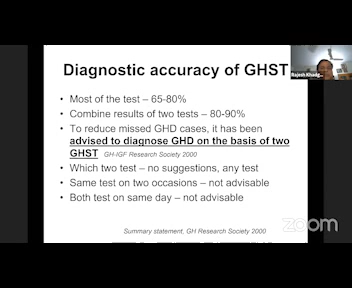 Diagnostic accuracy of GHST
• Most of the test – 65-80%
• Combine results of two tests – 80-90%
• To reduce missed GHD cases, it has been
advised to diagnose GHD on the basis of two
GHST GH-IGF Research Society 2000
• Which two test – no suggestions, any test
• Same test on two occasions – not advisable
• Both test on same day – not advisable
Summary statement, GH Research Society 2000
zoom